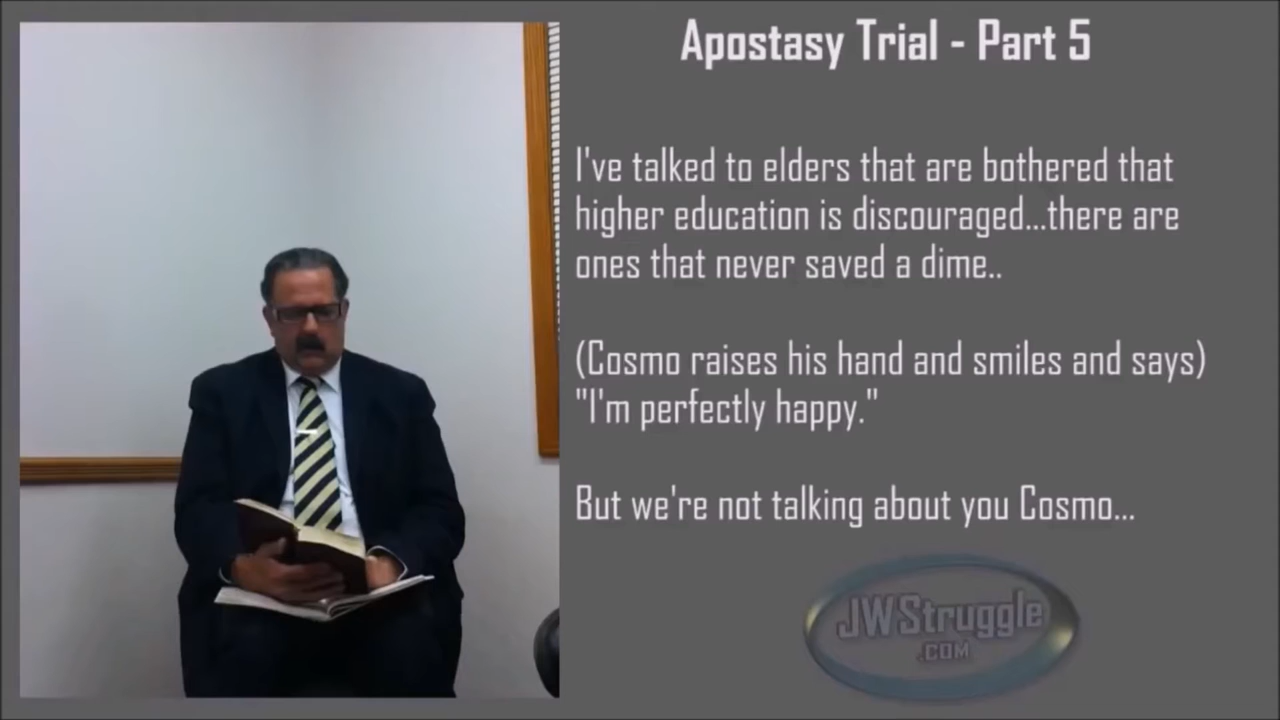 Apostasy Trial - Part 5
I've talked to elders that are bothered that
higher education is discouraged...there are
ones that never saved a dime..
(Cosmo raises his hand and smiles and says)
"I'm perfectly happy."
But we're not talking about you Cosmo...
JWStruggle
.COM